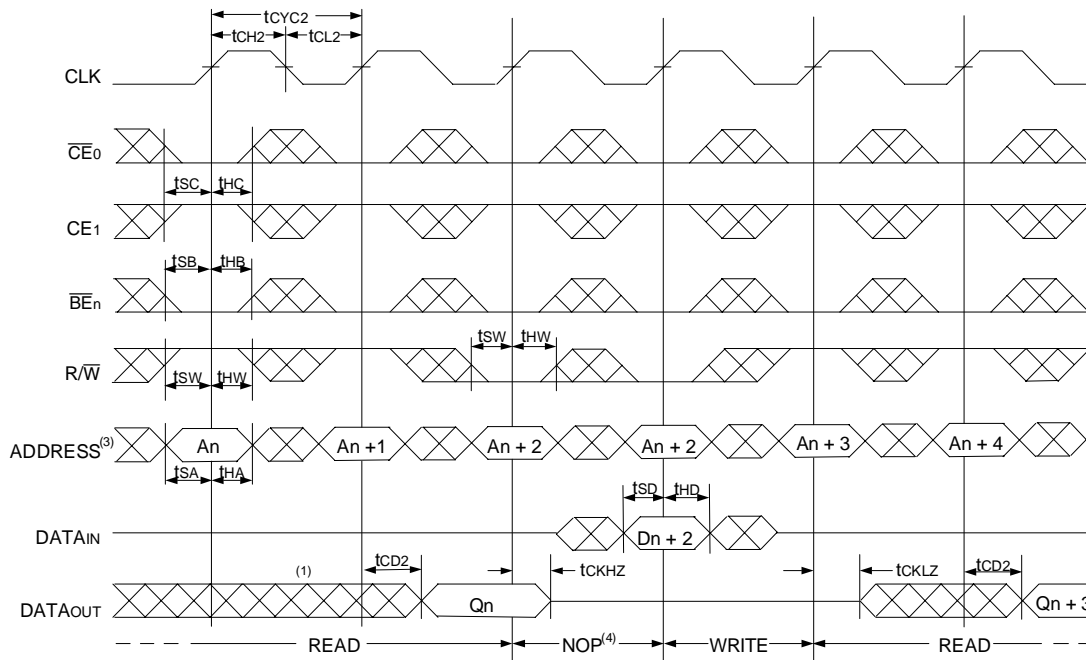 tCYC2
tCH2 tCL2
CLK
CE0
tSC tHC
CE1
tSB tHB
BEn
tSW tHW
R/W
tSW tHW
ADDRESS(3) An An +1 An + 2 An + 2 An + 3 An + 4
tSA tHA
tSD tHD
DATAIN Dn + 2
(1) tCD2 tCKHZ tCKLZ tCD2
DATAOUT Qn Qn + 3
READ NOP(4) WRITE READ